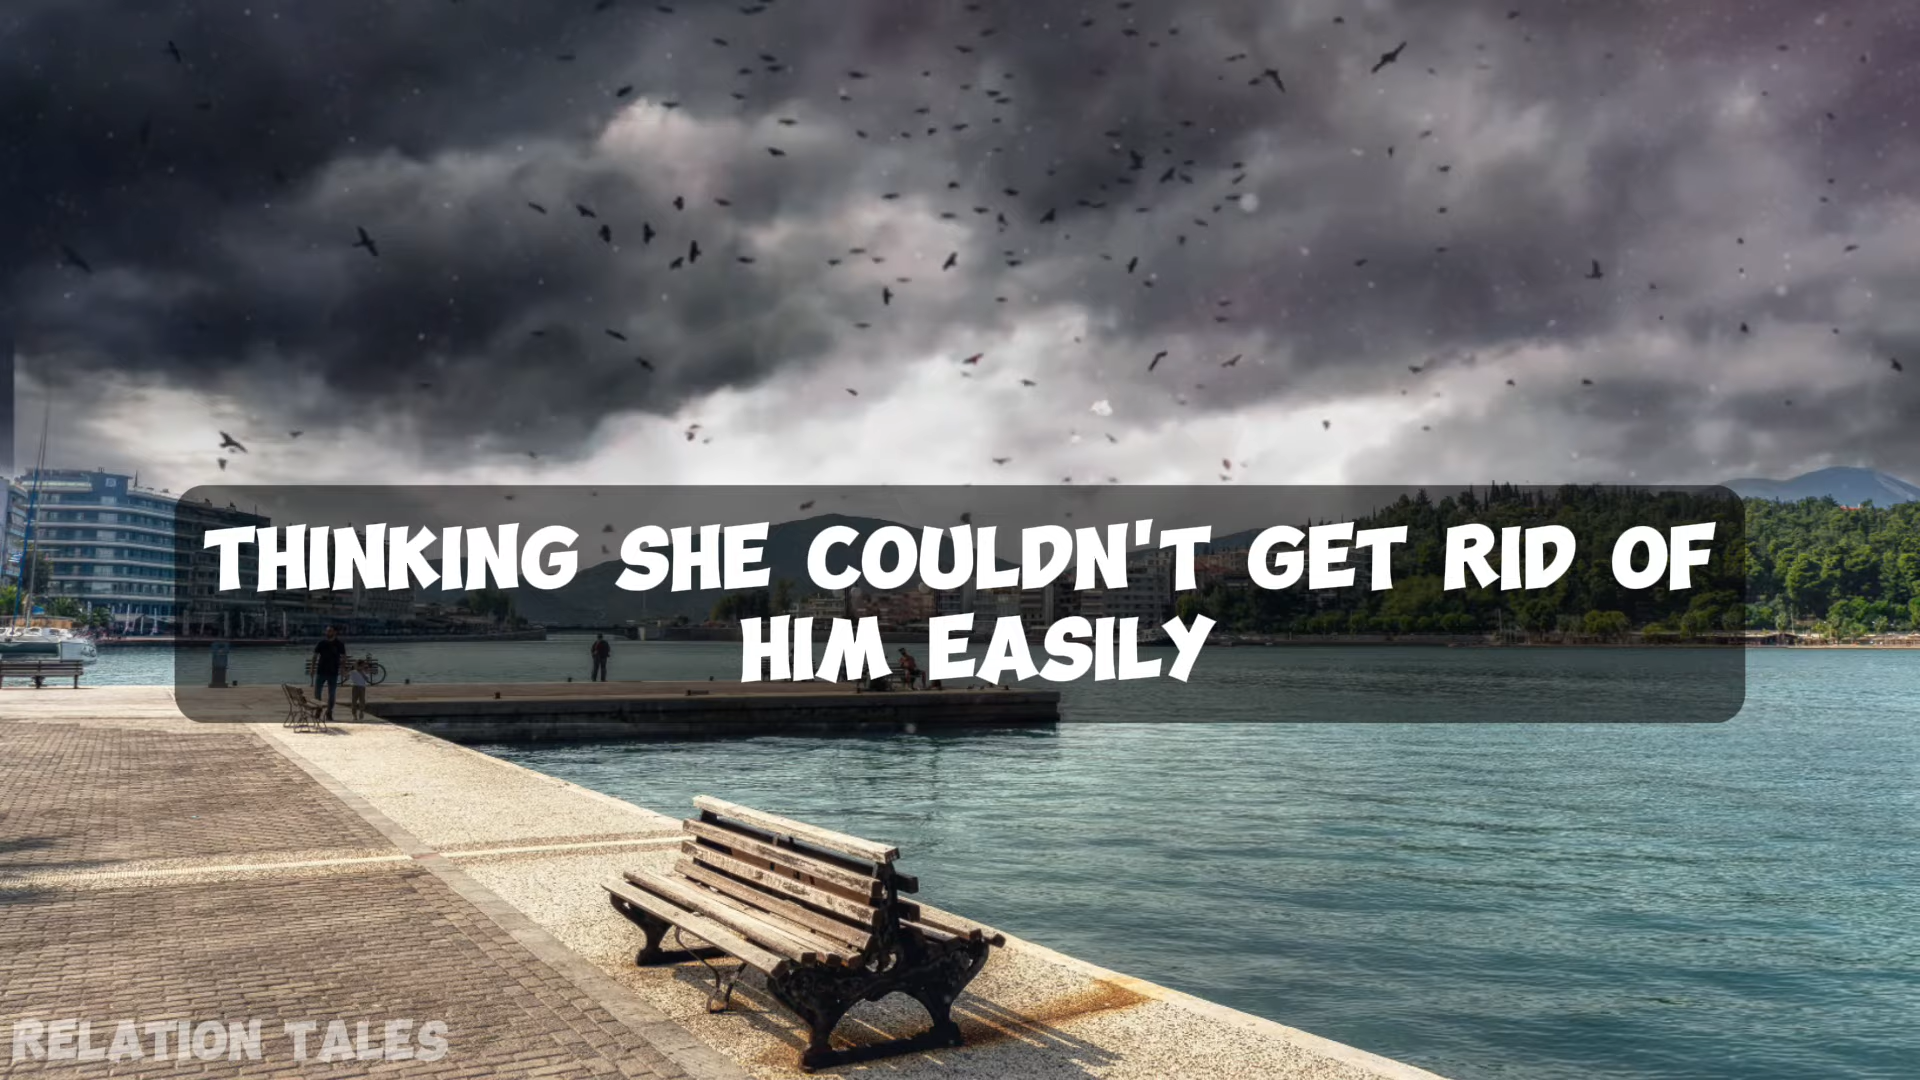 THINKING SHE COULDN'T GET RID OF
HIM EASILY
RELATION TALES